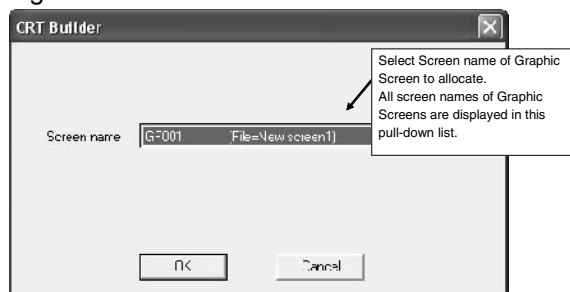 CRT Builder
Select Screen name of Graphic
Screen to allocate.
All screen names of Graphic
Screens are displayed in this
pull-down list.
Screen name
(File=New screen1)
OK
Cancel